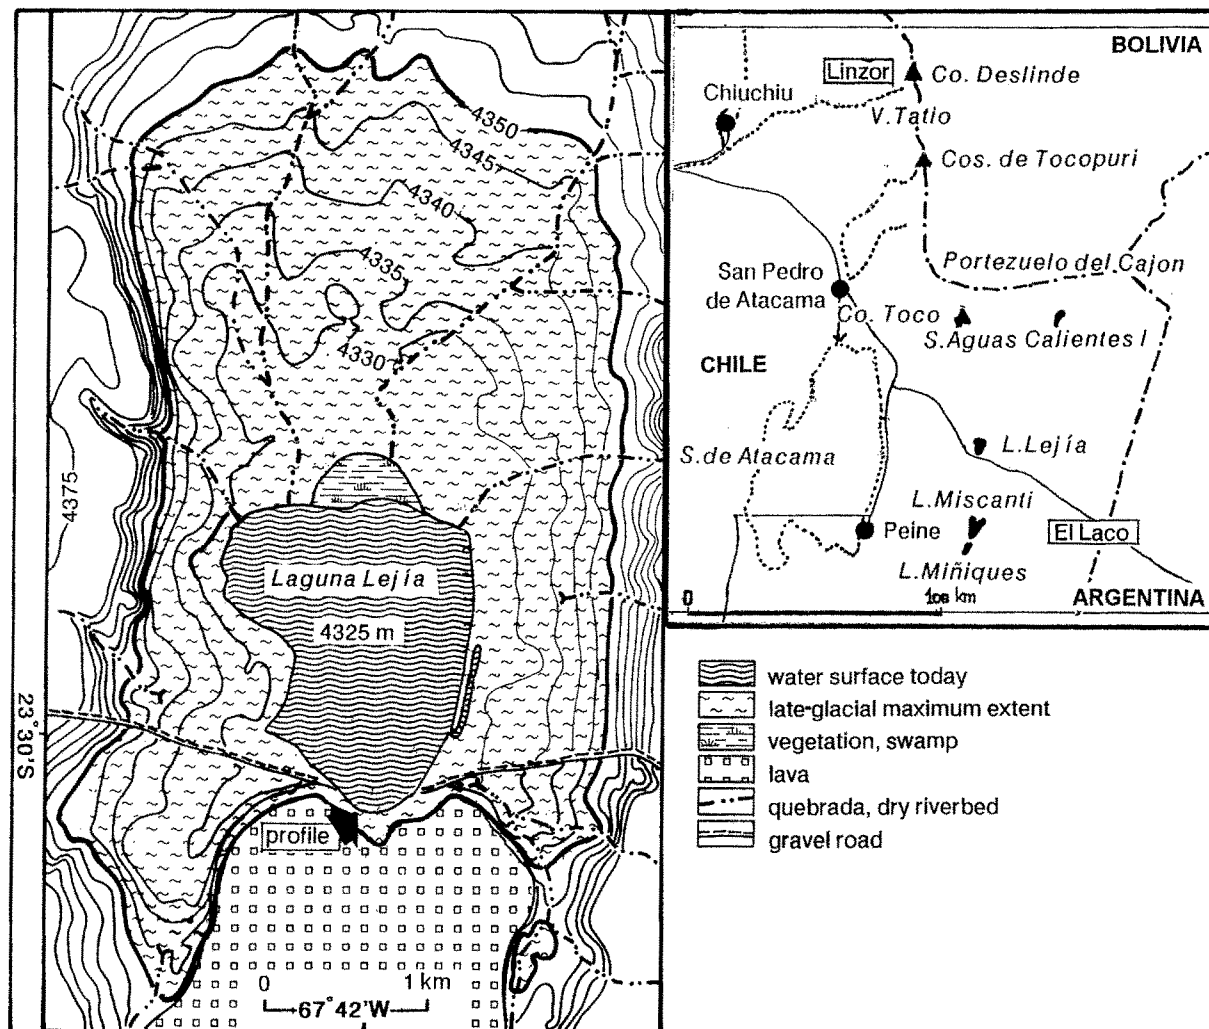 4350
4345
4340
4335
4330
4375
Laguna Lejía
4325 m
profile
23°30'S
0 1 km
67°42'W
BOLIVIA
Linzor
Co. Deslinde
Chiuchiu
V.Tatio
Cos. de Tocopuri
Portezuelo del Cajon
San Pedro
de Atacama
Co. Toco
S.Aguas Calientes I
CHILE
S.de Atacama
L.Lejía
L.Miscanti
Peine
El Laco
L.Miñiques
0 km
ARGENTINA
water surface today
late-glacial maximum extent
vegetation, swamp
lava
quebrada, dry riverbed
gravel road